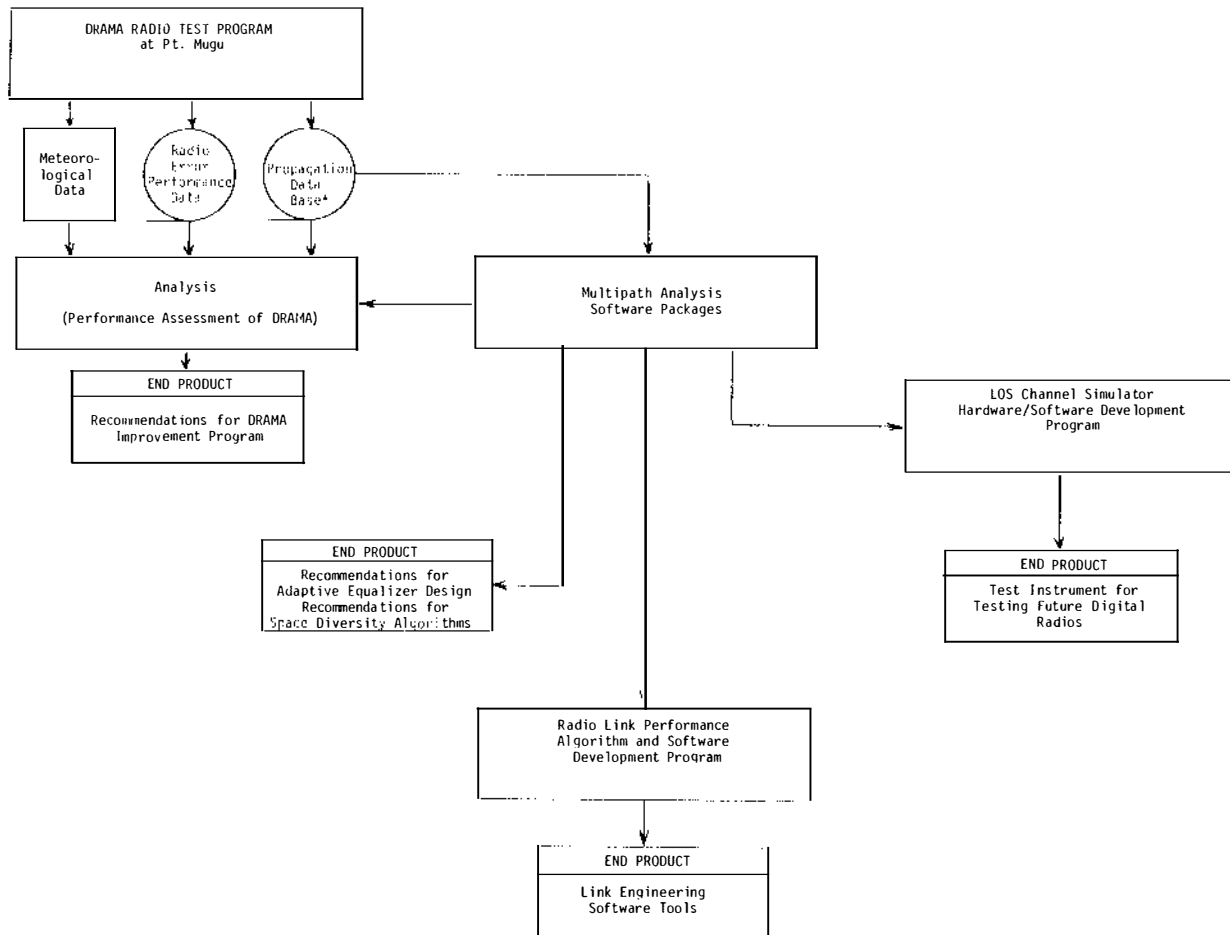 DRAMA RADIO TEST PROGRAM
at Pt. Mugu
Meteoro-
logical
Data
Radio
Error
Performance
Data
Propagation
Data
Base*
Analysis
(Performance Assessment of DRAMA)
Multipath Analysis
Software Packages
END PRODUCT
Recommendations for DRAMA
Improvement Program
LOS Channel Simulator
Hardware/Software Development
Program
END PRODUCT
Recommendations for
Adaptive Equalizer Design
Recommendations for
Space Diversity Algorithms
END PRODUCT
Test Instrument for
Testing Future Digital
Radios
Radio Link Performance
Algorithm and Software
Development Program
END PRODUCT
Link Engineering
Software Tools